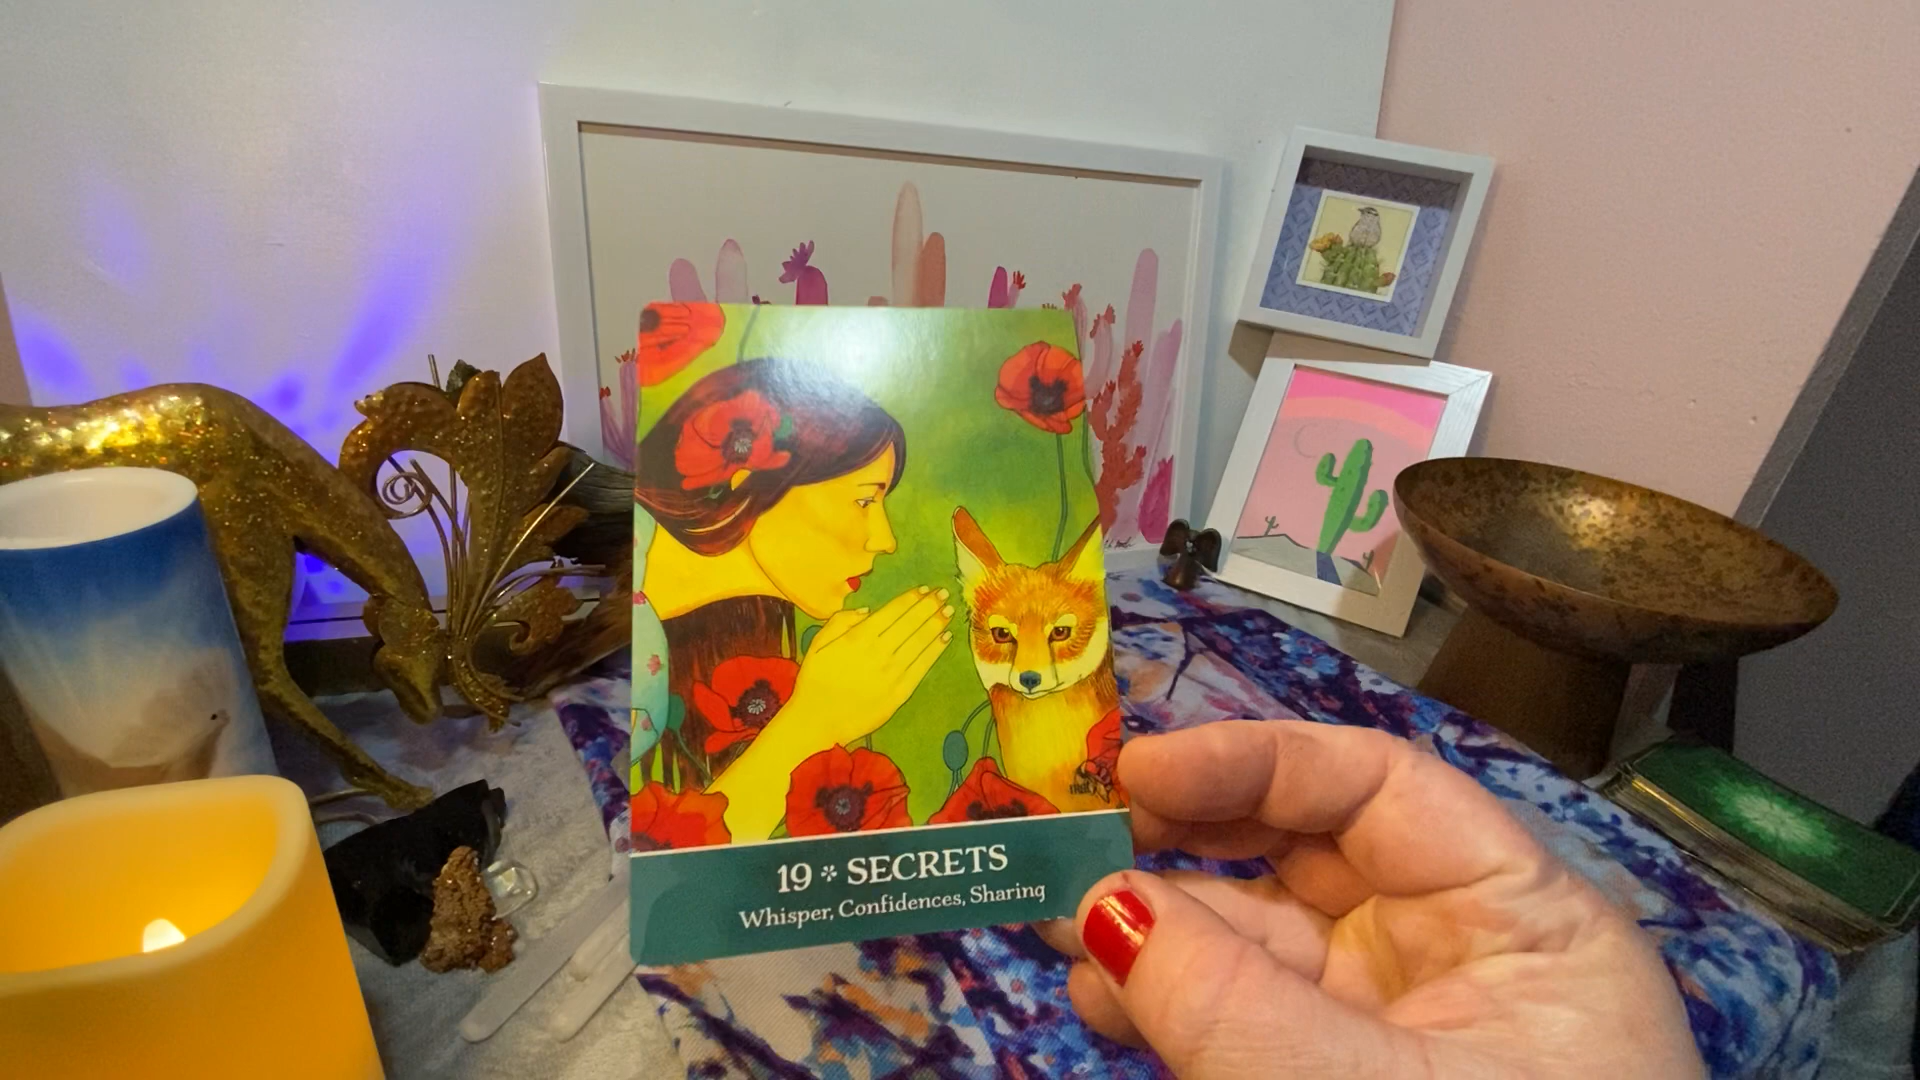 19 * SECRETS
Whisper, Confidences, Sharing